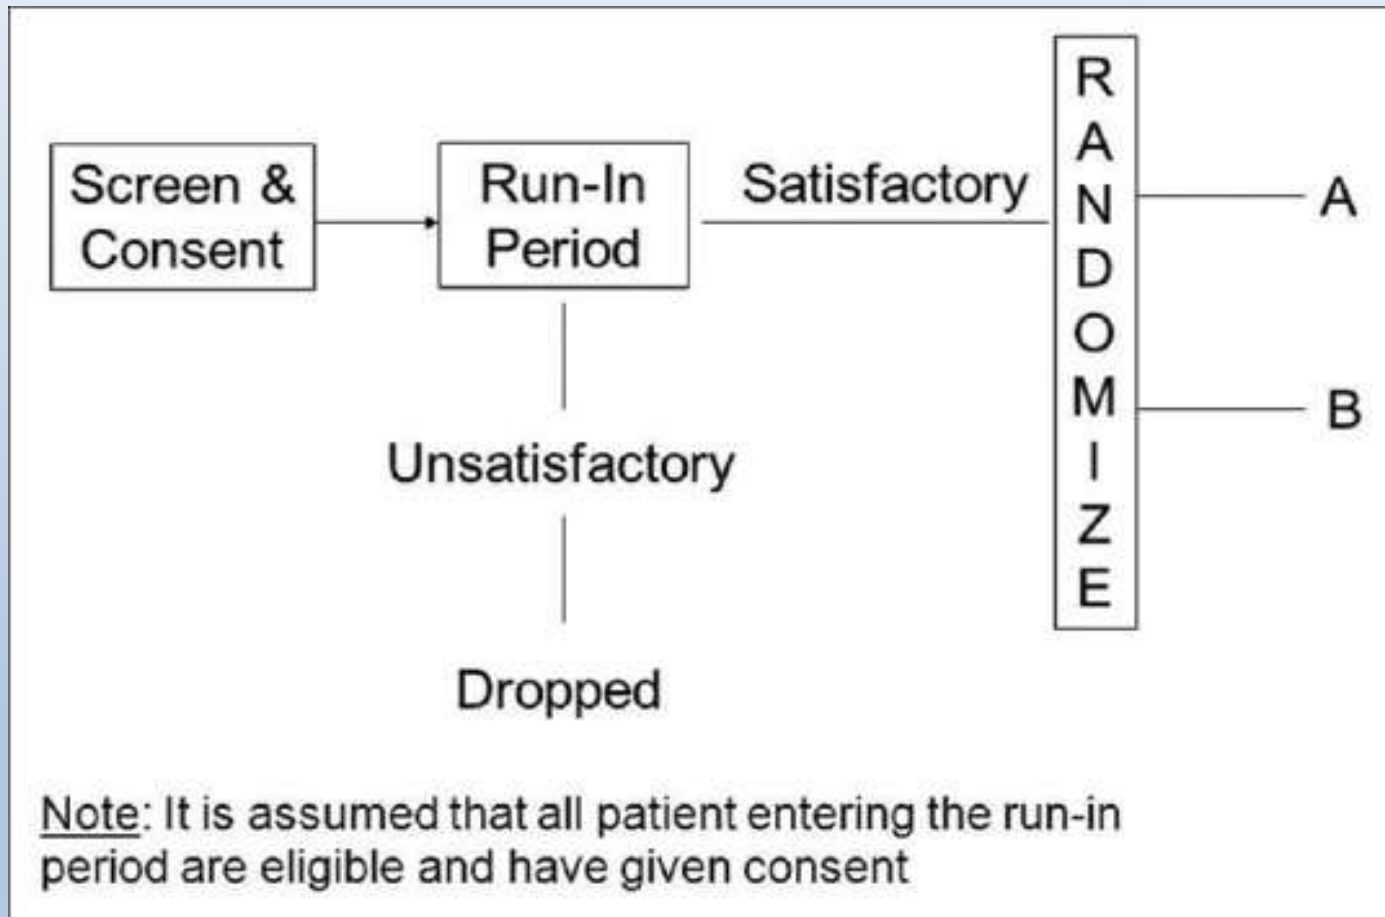 Screen &
Consent
Run-In
Period
Satisfactory
RANDOMIZE
A
B
Unsatisfactory
Dropped
Note: It is assumed that all patient entering the run-in
period are eligible and have given consent